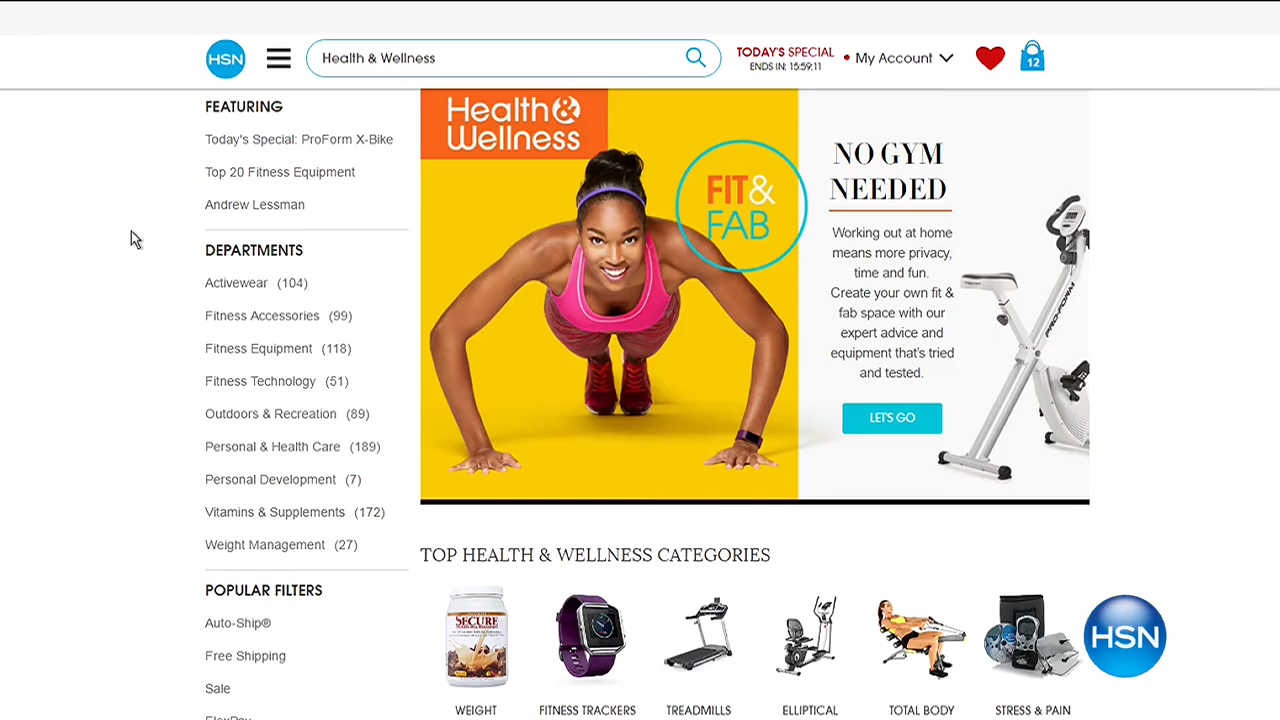 HSN
Health & Wellness
TODAY'S SPECIAL
ENDS IN: 15:59:11
My Account
12
FEATURING
Today's Special: ProForm X-Bike
Top 20 Fitness Equipment
Andrew Lessman
DEPARTMENTS
Activewear (104)
Fitness Accessories (99)
Fitness Equipment (118)
Fitness Technology (51)
Outdoors & Recreation (89)
Personal & Health Care (189)
Personal Development (7)
Vitamins & Supplements (172)
Weight Management (27)
POPULAR FILTERS
Auto-Ship®
Free Shipping
Sale
Health &
Wellness
FIT&
FAB
NO GYM
NEEDED
Working out at home
means more privacy,
time and fun.
Create your own fit &
fab space with our
expert advice and
equipment that's tried
and tested.
LET'S GO
PRO-FORM
TOP HEALTH & WELLNESS CATEGORIES
SECURE
WEIGHT
FITNESS TRACKERS
TREADMILLS
ELLIPTICAL
TOTAL BODY
STRESS & PAIN
HSN